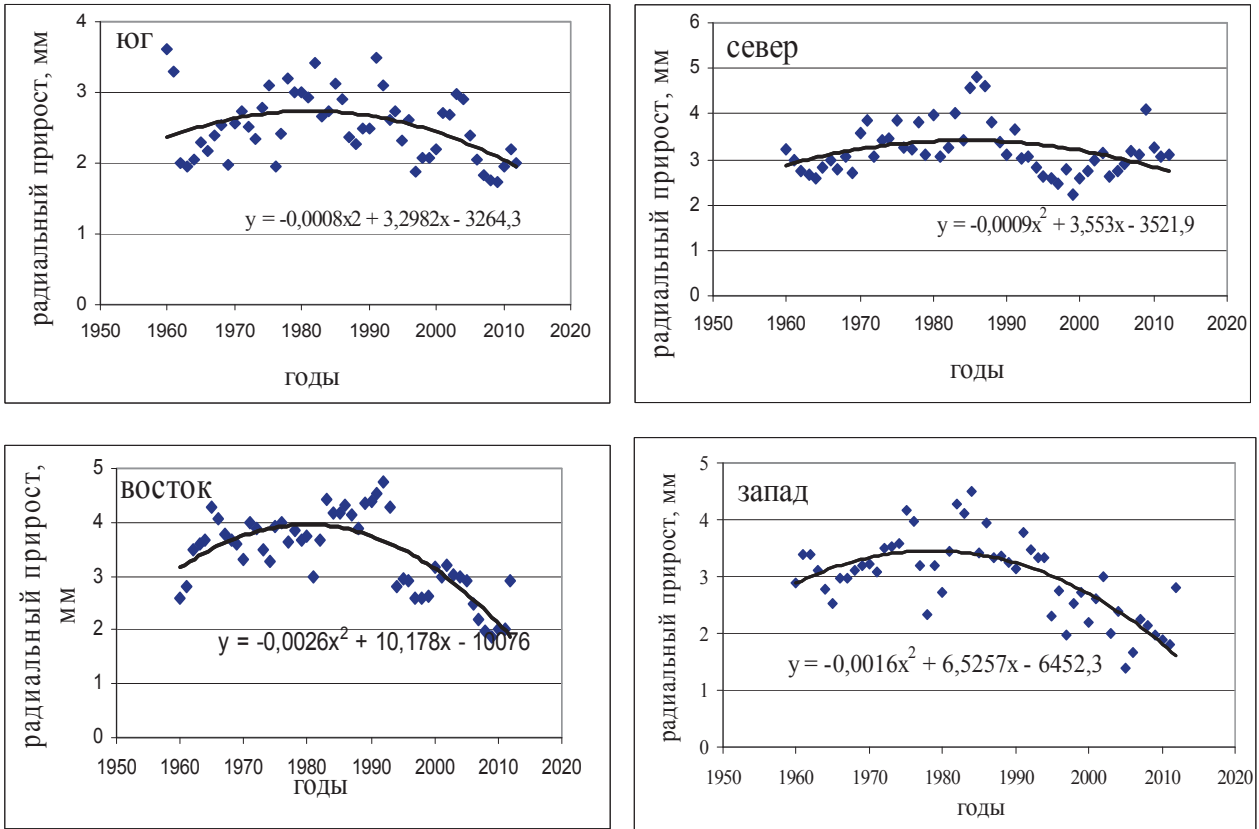 юг
радиальный прирост, мм
4
3
2
1
0
1950 1960 1970 1980 1990 2000 2010 2020
годы
y = -0,0008x2 + 3,2982x - 3264,3
север
радиальный прирост, мм
6
5
4
3
2
1
0
1950 1960 1970 1980 1990 2000 2010 2020
годы
y = -0,0009x² + 3,553x - 3521,9
восток
радиальный прирост,
мм
5
4
3
2
1
0
1950 1960 1970 1980 1990 2000 2010 2020
годы
y = -0,0026x² + 10,178x - 10076
запад
радиальный прирост, мм
5
4
3
2
1
0
1950 1960 1970 1980 1990 2000 2010 2020
годы
y = -0,0016x² + 6,5257x - 6452,3